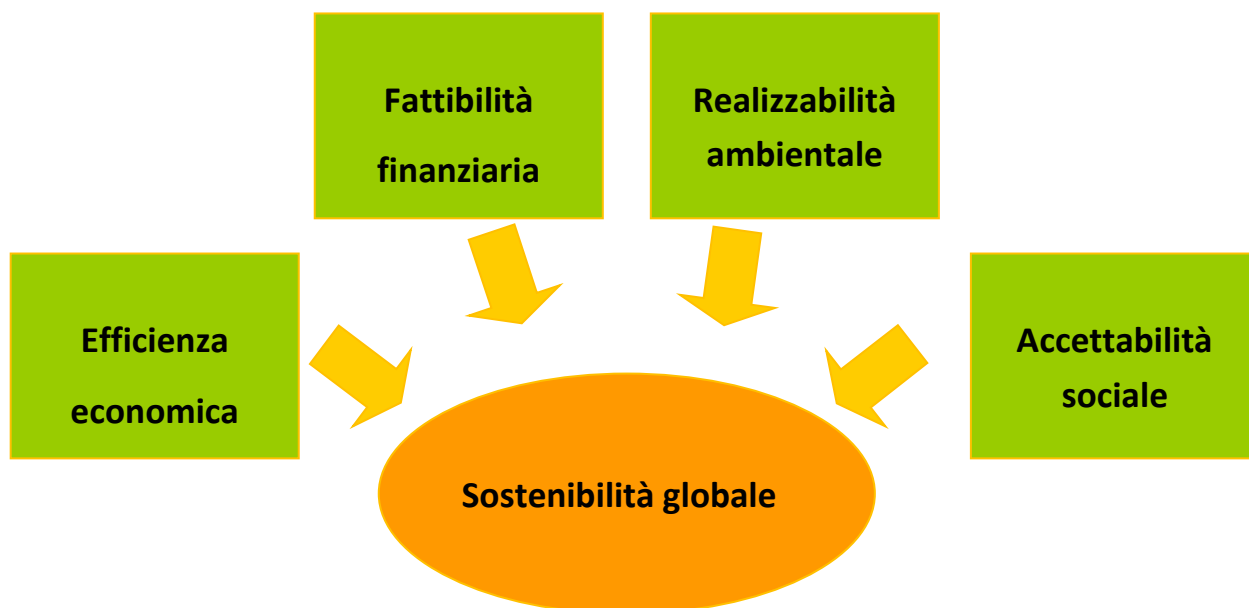 Fattibilità
finanziaria
Realizzabilità
ambientale
Efficienza
economica
Accettabilità
sociale
Sostenibilità globale